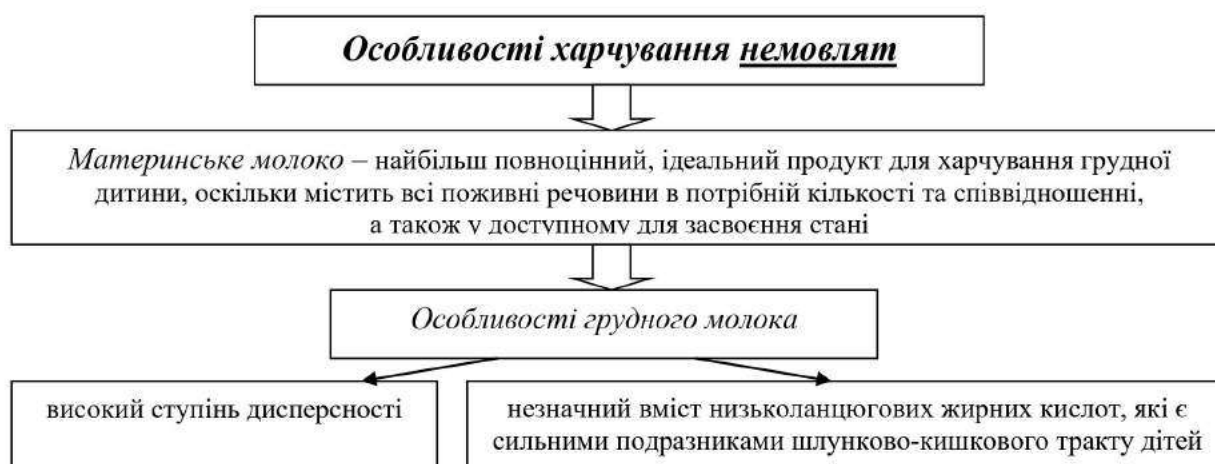 Особливості харчування немовлят
Материнське молоко – найбільш повноцінний, ідеальний продукт для харчування грудної
дитини, оскільки містить всі поживні речовини в потрібній кількості та співвідношенні,
а також у доступному для засвоєння стані
Особливості грудного молока
високий ступінь дисперсності
незначний вміст низьколанцюгових жирних кислот, які є
сильними подразниками шлунково-кишкового тракту дітей